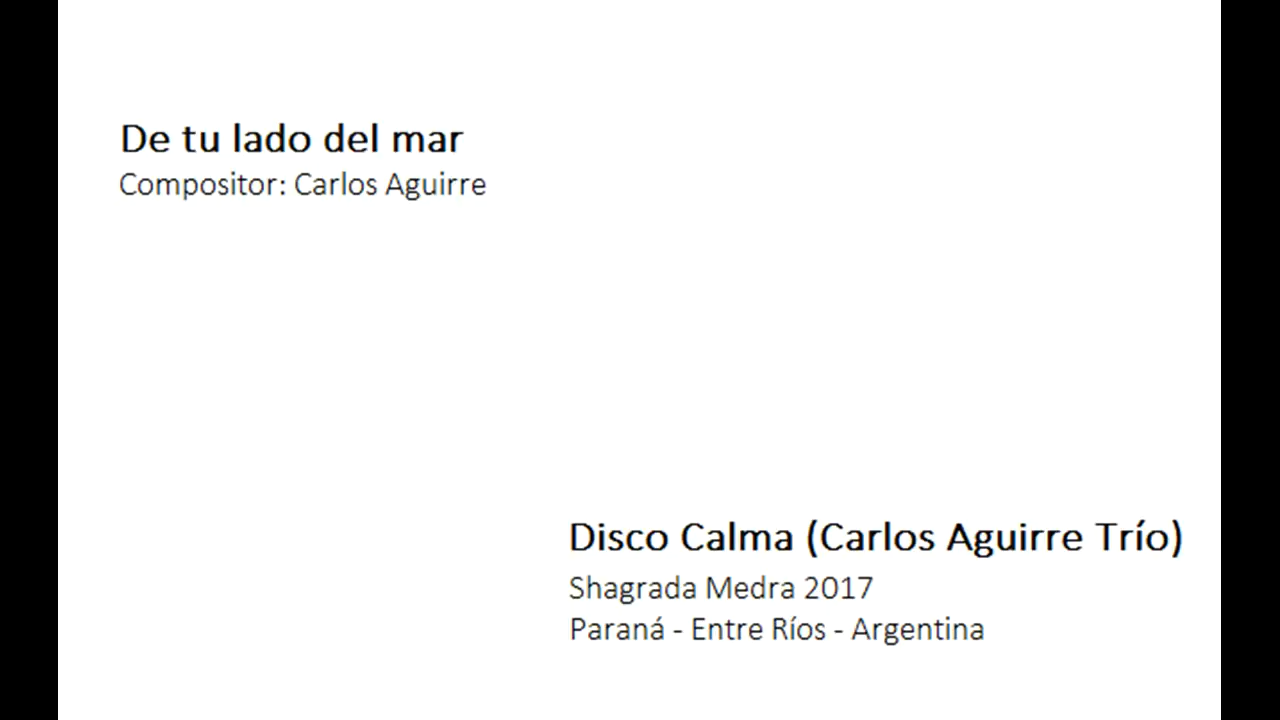 De tu lado del mar
Compositor: Carlos Aguirre
Disco Calma (Carlos Aguirre Trío)
Shagrada Medra 2017
Paraná - Entre Ríos - Argentina